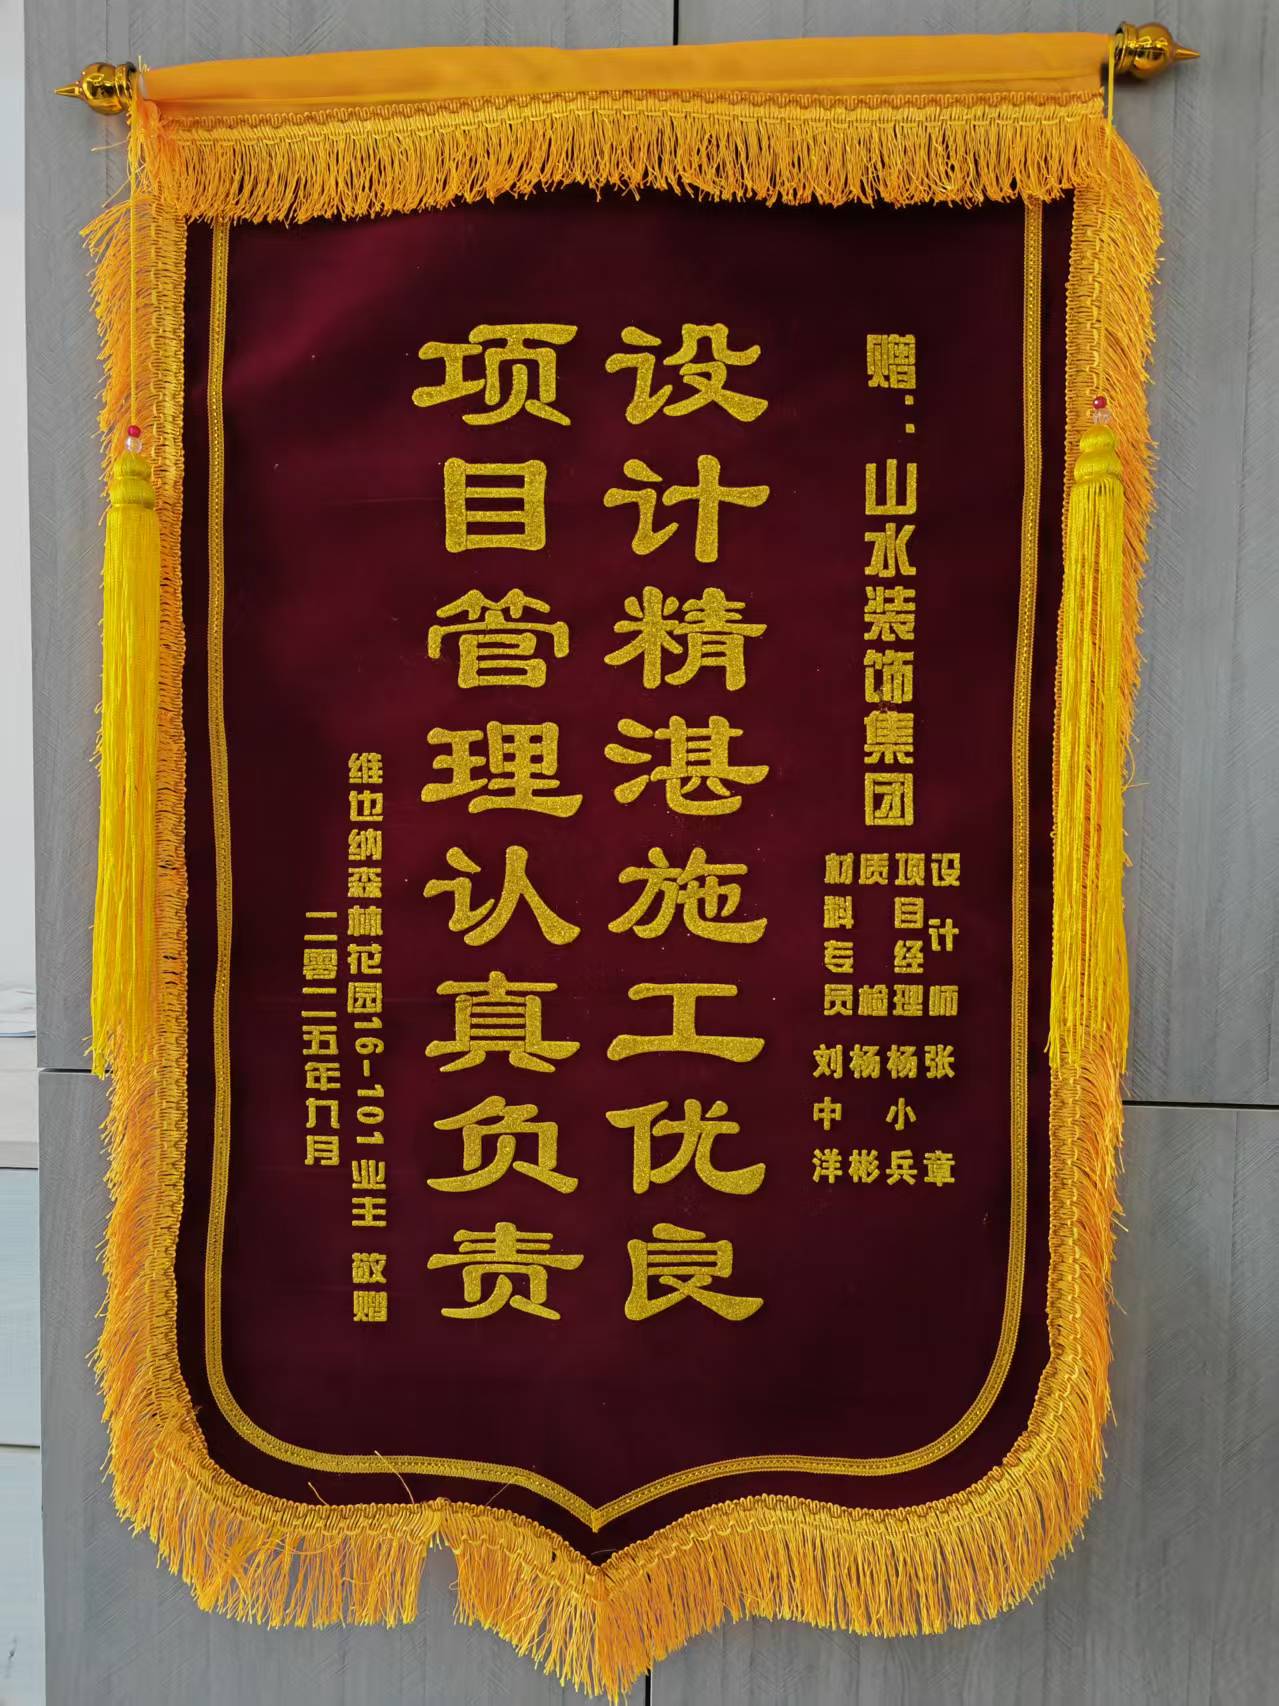 赠：山水装饰集团
设计师 张章
项目经理 杨小兵
质检 杨彬
材料专员 刘中洋
设计精湛施工优良
项目管理认真负责
维也纳森林花园16-101业主 敬赠
二零二五年九月